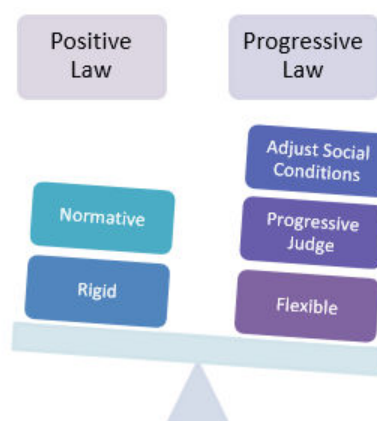 Positive
Law
Progressive
Law
Normative
Rigid
Adjust Social
Conditions
Progressive
Judge
Flexible